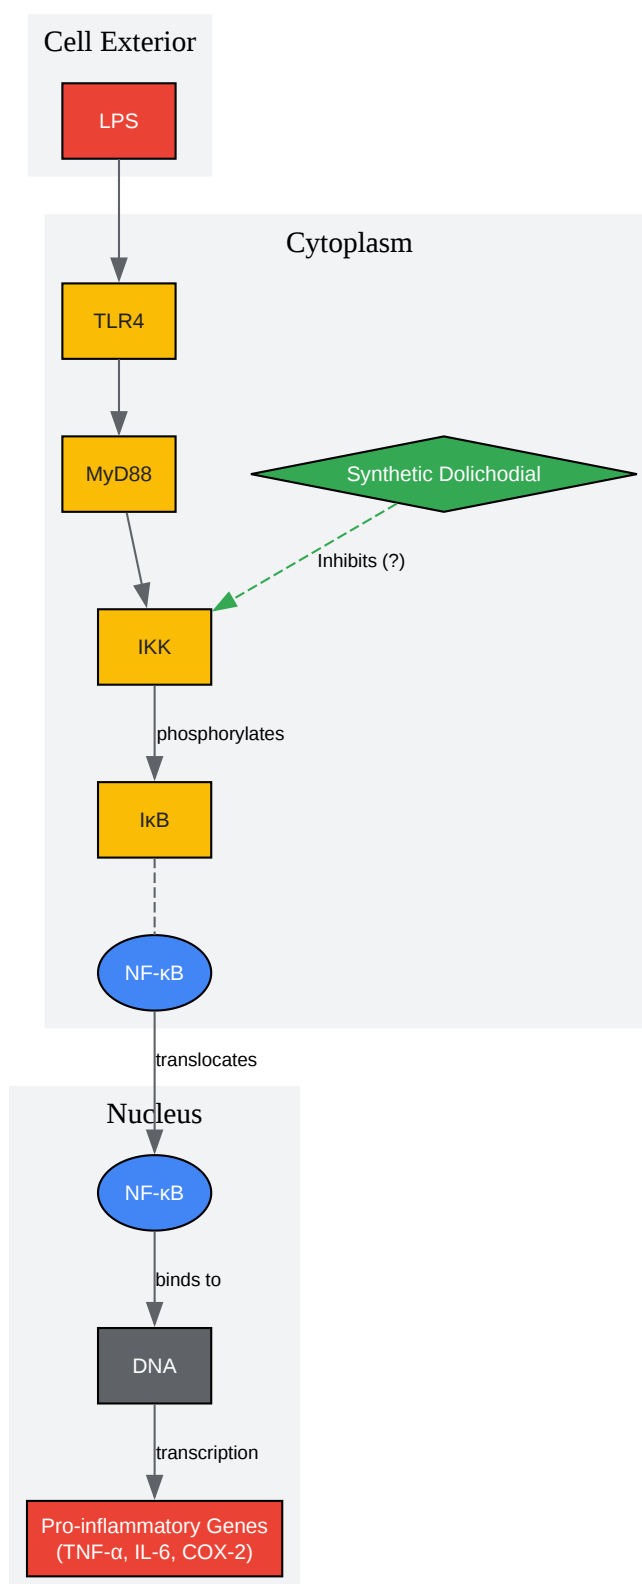 Cell Exterior
LPS
Cytoplasm
TLR4
MyD88
Synthetic Dolichodial
Inhibits (?)
IKK
phosphorylates
IκB
NF-κB
translocates
Nucleus
NF-κB
binds to
DNA
transcription
Pro-inflammatory Genes
(TNF-α, IL-6, COX-2)